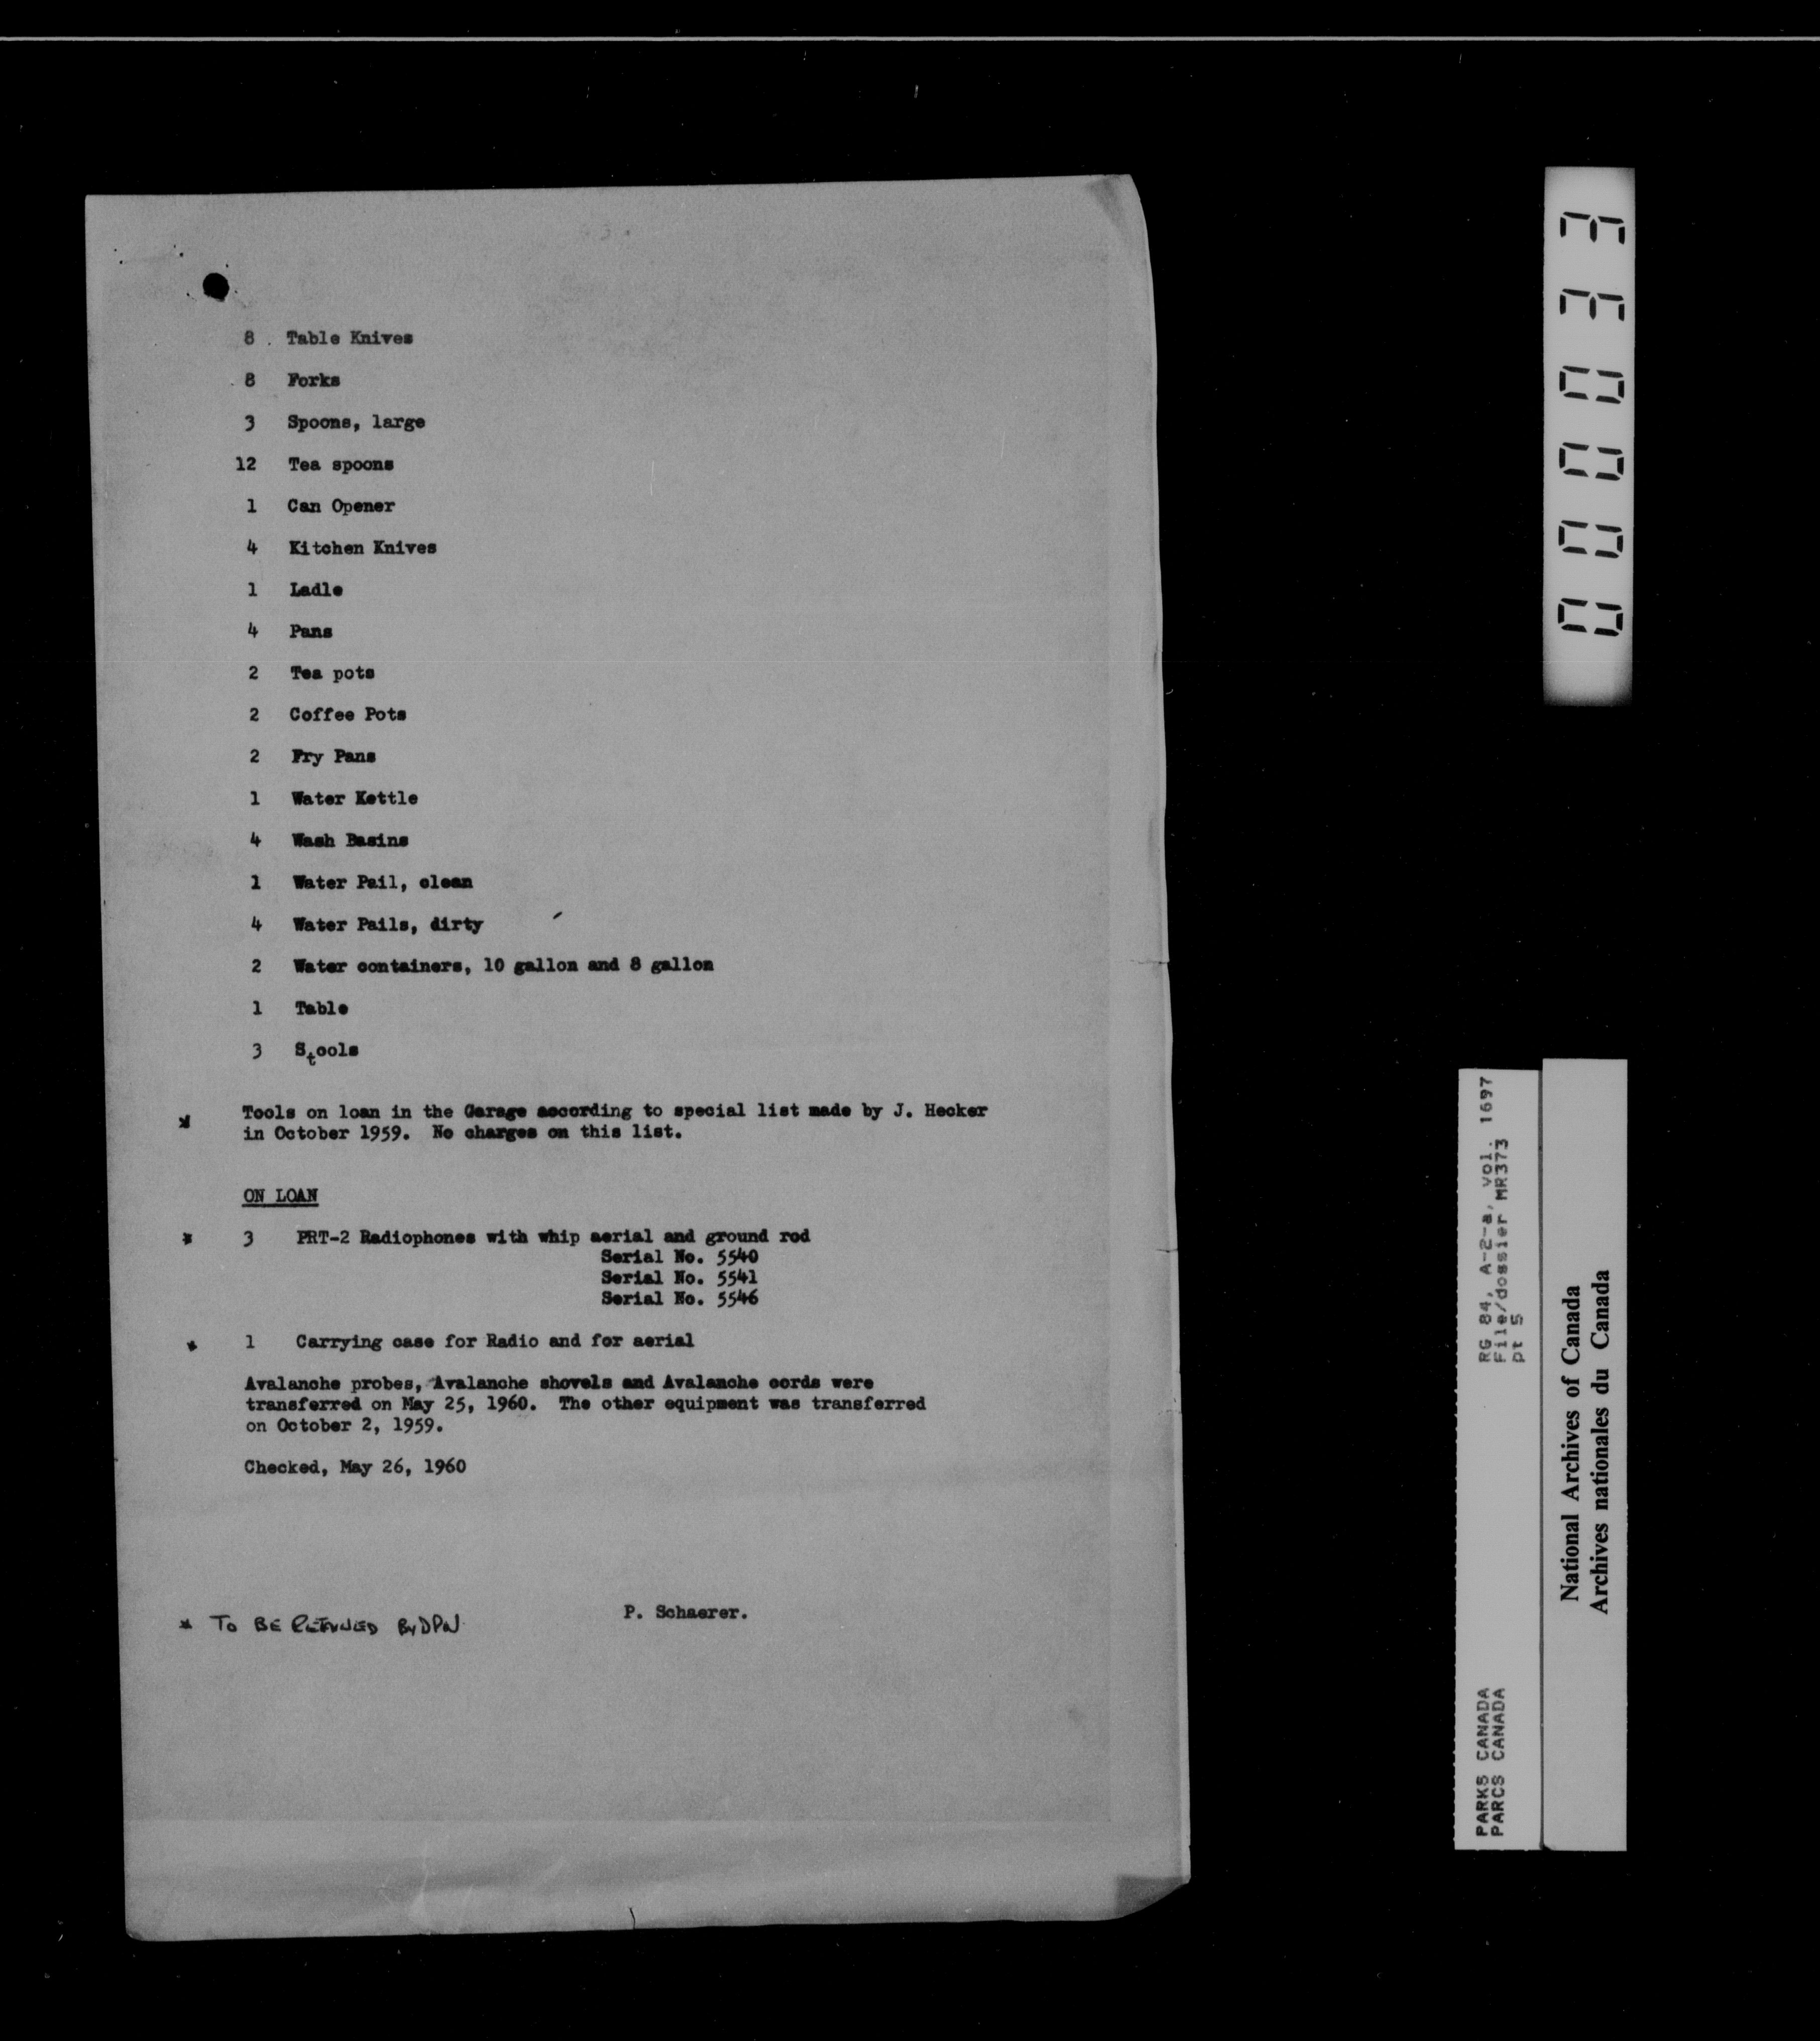 3.
8 Table Knives
8 Forks
3 Spoons, large
12 Tea spoons
1 Can Opener
4 Kitchen Knives
1 Ladle
4 Pans
2 Tea pots
2 Coffee Pots
2 Fry Pans
1 Water Kettle
4 Wash Basins
1 Water Pail, clean
4 Water Pails, dirty
2 Water containers, 10 gallon and 8 gallon
1 Table
3 Stools
* Tools on loan in the Garage according to special list made by J. Hecker
in October 1959. No charges on this list.
ON LOAN
* 3 PRT-2 Radiophones with whip aerial and ground rod
Serial No. 5540
Serial No. 5541
Serial No. 5546
* 1 Carrying case for Radio and for aerial
Avalanche probes, Avalanche shovels and Avalanche cords were
transferred on May 25, 1960. The other equipment was transferred
on October 2, 1959.
Checked, May 26, 1960
P. Schaerer.
* TO BE RETURNED BY DPW
000033
RG 84, A-2-a, vol. 1697
File/dossier MR373
pt 5
PARKS CANADA
PARCS CANADA
National Archives of Canada
Archives nationales du Canada